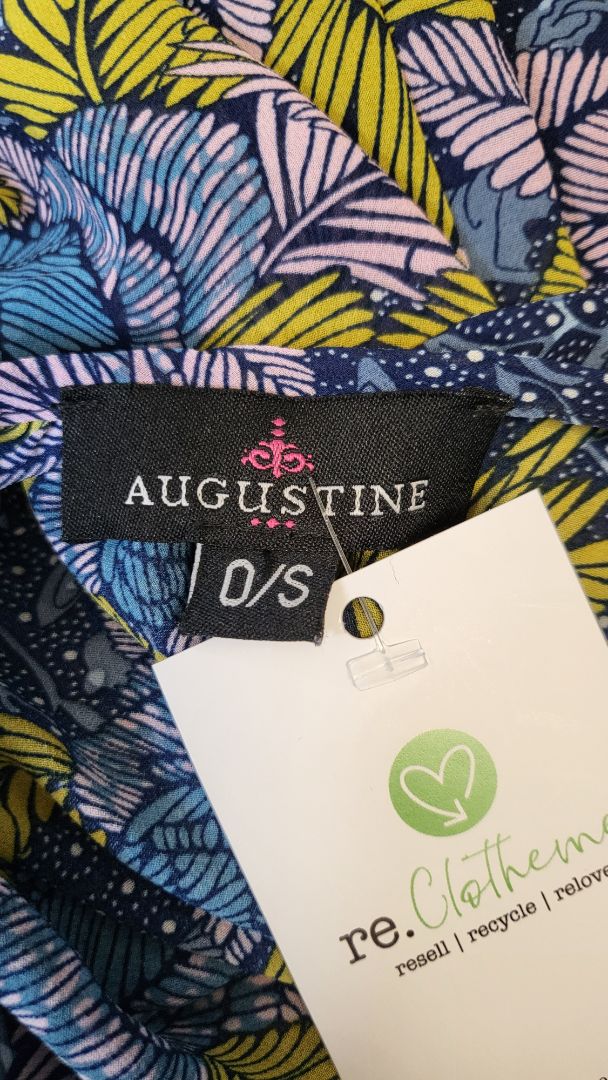 AUGUSTINE
O/S
re.Clotheme
resell | recycle | relove